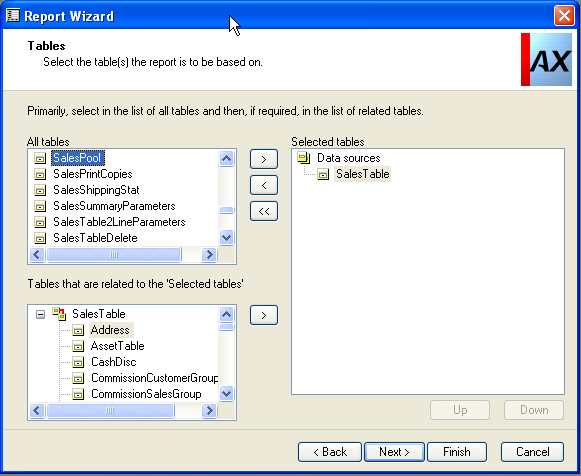 Report Wizard
Tables
Select the table(s) the report is to be based on.
AX
Primarily, select in the list of all tables and then, if required, in the list of related tables.
All tables
SalesPool
SalesPrintCopies
SalesShippingStat
SalesSummaryParameters
SalesTable2LineParameters
SalesTableDelete
>
<
<<
Selected tables
Data sources
SalesTable
Tables that are related to the 'Selected tables'
SalesTable
Address
AssetTable
CashDisc
CommissionCustomerGroup
CommissionSalesGroup
>
Up
Down
< Back
Next >
Finish
Cancel